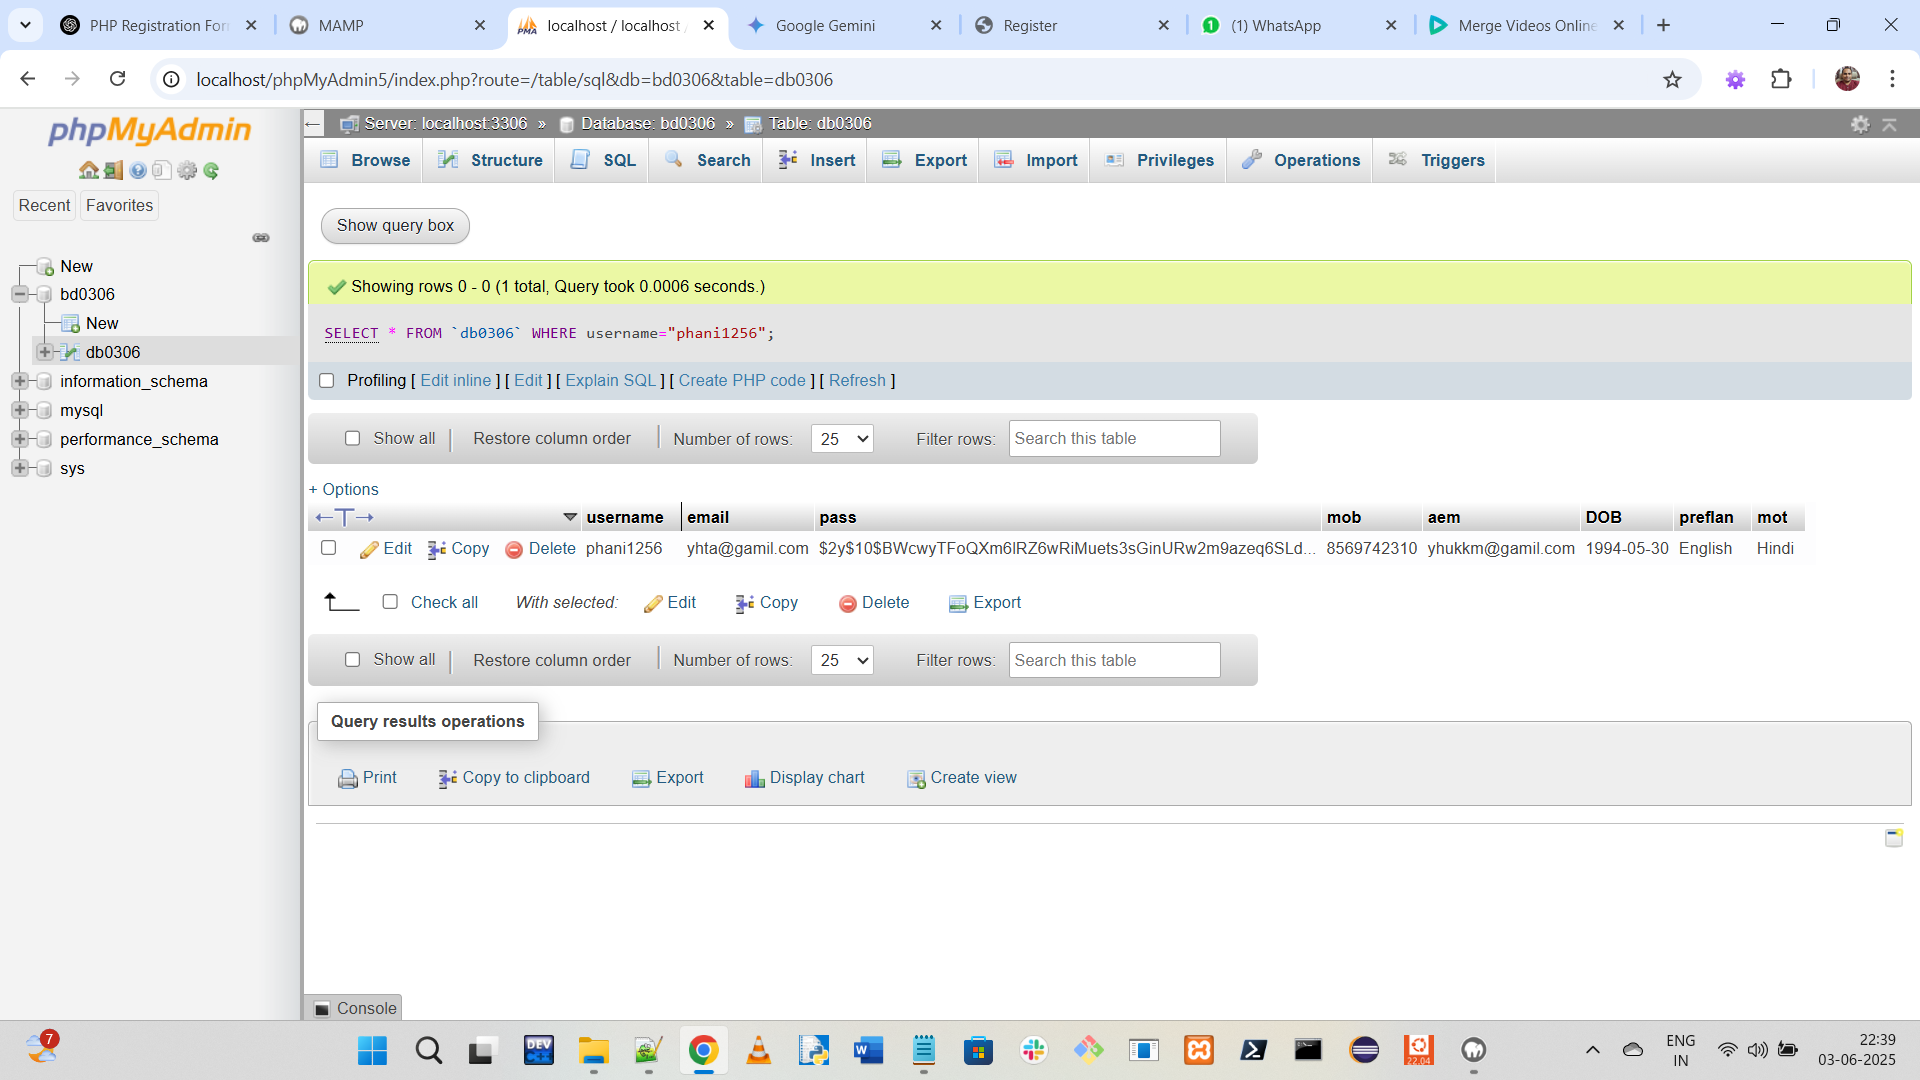 PHP Registration For
MAMP
PMA localhost / localhost /
Google Gemini
Register
1 (1) WhatsApp
Merge Videos Online
localhost/phpMyAdmin5/index.php?route=/table/sql&db=bd0306&table=db0306
phpMyAdmin
Recent Favorites
New
bd0306
New
db0306
information_schema
mysql
performance_schema
sys
Server: localhost:3306 » Database: bd0306 » Table: db0306
Browse Structure SQL Search Insert Export Import Privileges Operations Triggers
Show query box
Showing rows 0 - 0 (1 total, Query took 0.0006 seconds.)
SELECT * FROM `db0306` WHERE username="phani1256";
Profiling [ Edit inline ] [ Edit ] [ Explain SQL ] [ Create PHP code ] [ Refresh ]
Show all Restore column order Number of rows: 25 Filter rows: Search this table
+ Options
←T→ username email pass mob aem DOB preflan mot
Edit Copy Delete phani1256 yhta@gamil.com $2y$10$BWcwyTFoQXm6lRZ6wRiMuets3sGinURw2m9azeq6SLd... 8569742310 yhukkm@gamil.com 1994-05-30 English Hindi
Check all With selected: Edit Copy Delete Export
Show all Restore column order Number of rows: 25 Filter rows: Search this table
Query results operations
Print Copy to clipboard Export Display chart Create view
Console
7
DEV
C++
W
22.04
ENG
IN
22:39
03-06-2025